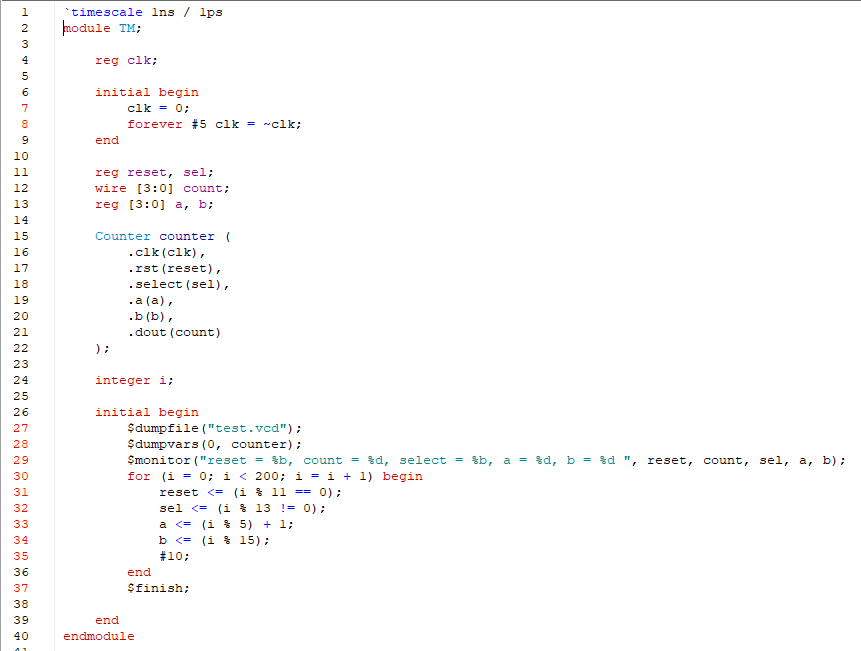 1 `timescale 1ns / 1ps
2 module TM;
3
4 reg clk;
5
6 initial begin
7 clk = 0;
8 forever #5 clk = ~clk;
9 end
10
11 reg reset, sel;
12 wire [3:0] count;
13 reg [3:0] a, b;
14
15 Counter counter (
16 .clk(clk),
17 .rst(reset),
18 .select(sel),
19 .a(a),
20 .b(b),
21 .dout(count)
22 );
23
24 integer i;
25
26 initial begin
27 $dumpfile("test.vcd");
28 $dumpvars(0, counter);
29 $monitor("reset = %b, count = %d, select = %b, a = %d, b = %d ", reset, count, sel, a, b);
30 for (i = 0; i < 200; i = i + 1) begin
31 reset <= (i % 11 == 0);
32 sel <= (i % 13 != 0);
33 a <= (i % 5) + 1;
34 b <= (i % 15);
35 #10;
36 end
37 $finish;
38
39 end
40 endmodule